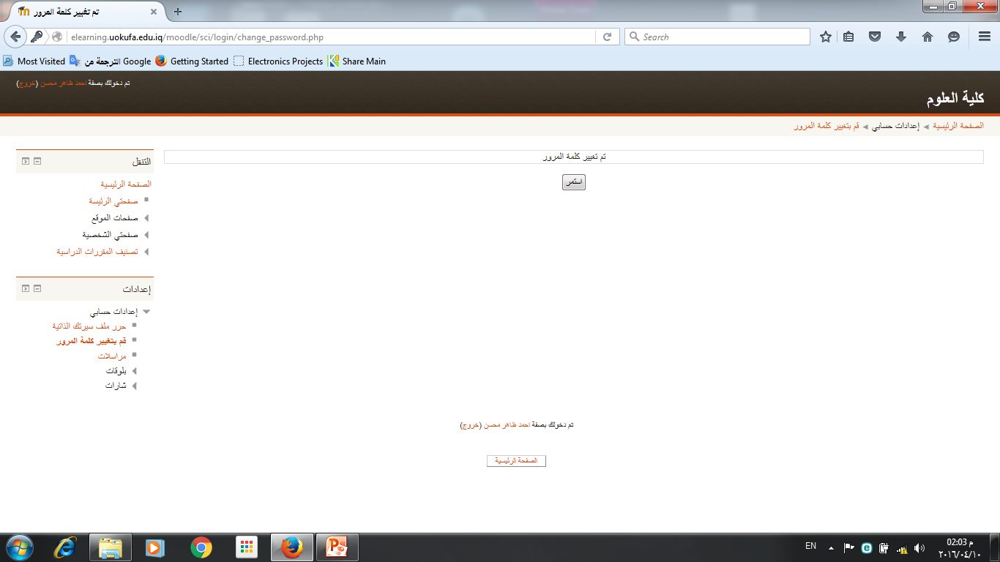 تم تغيير كلمة المرور
elearning.uokufa.edu.iq/moodle/sci/login/change_password.php
Search
Most Visited
الترجمة من Google
Getting Started
Electronics Projects
Share Main
تم دخولك بصفة احمد ظاهر محسن (خروج)
كلية العلوم
الصفحة الرئيسية ◄ إعدادات حسابي ◄ قم بتغيير كلمة المرور
التنقل
الصفحة الرئيسية
صفحتي الرئيسة
صفحات الموقع
صفحتي الشخصية
تصنيف المقررات الدراسية
إعدادات
إعدادات حسابي
حرر ملف سيرتك الذاتية
قم بتغيير كلمة المرور
مراسلات
بلوقات
شارات
تم تغيير كلمة المرور
استمر
تم دخولك بصفة احمد ظاهر محسن (خروج)
الصفحة الرئيسية
EN
02:03 م
٢٠١٦/٠٤/١٠